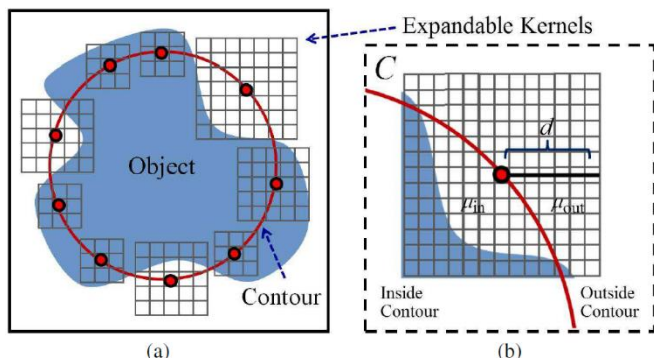 Expandable Kernels
Object
Contour
(a)
C
d
μin
μout
Inside
Contour
Outside
Contour
(b)